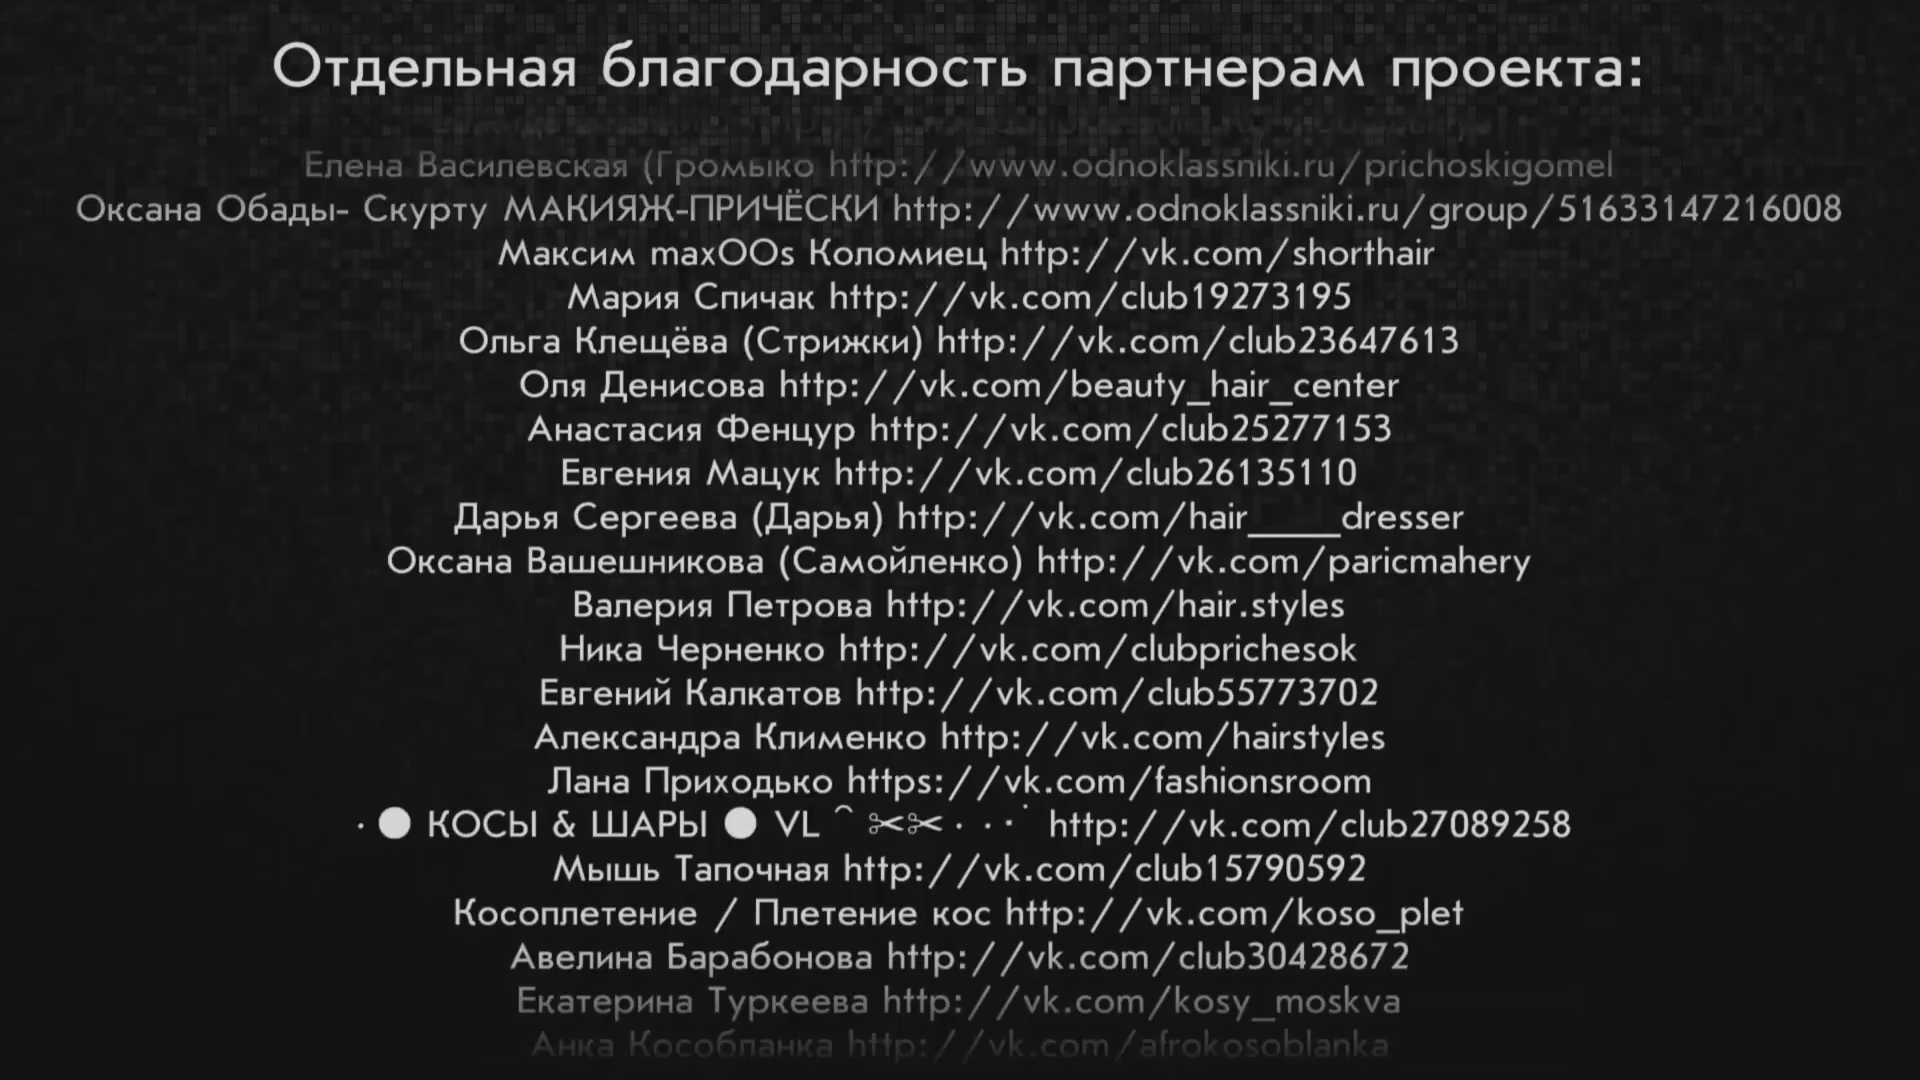 Отдельная благодарность партнерам проекта:
Елена Василевская (Громыко http://www.odnoklassniki.ru/prichoskigomel
Оксана Обады- Скурту МАКИЯЖ-ПРИЧЁСКИ http://www.odnoklassniki.ru/group/51633147216008
Максим maxOOs Коломиец http://vk.com/shorthair
Мария Спичак http://vk.com/club19273195
Ольга Клещёва (Стрижки) http://vk.com/club23647613
Оля Денисова http://vk.com/beauty_hair_center
Анастасия Фенцур http://vk.com/club25277153
Евгения Мацук http://vk.com/club26135110
Дарья Сергеева (Дарья) http://vk.com/hair_____dresser
Оксана Вашешникова (Самойленко) http://vk.com/paricmahery
Валерия Петрова http://vk.com/hair.styles
Ника Черненко http://vk.com/clubprichesok
Евгений Калкатов http://vk.com/club55773702
Александра Клименко http://vk.com/hairstyles
Лана Приходько https://vk.com/fashionsroom
· ● КОСЫ & ШАРЫ ● VL ⌒ ✂✂· · ·˙ http://vk.com/club27089258
Мышь Тапочная http://vk.com/club15790592
Косоплетение / Плетение кос http://vk.com/koso_plet
Авелина Барабонова http://vk.com/club30428672
Екатерина Туркеева http://vk.com/kosy_moskva
Анка Кособланка http://vk.com/afrokosoblanka